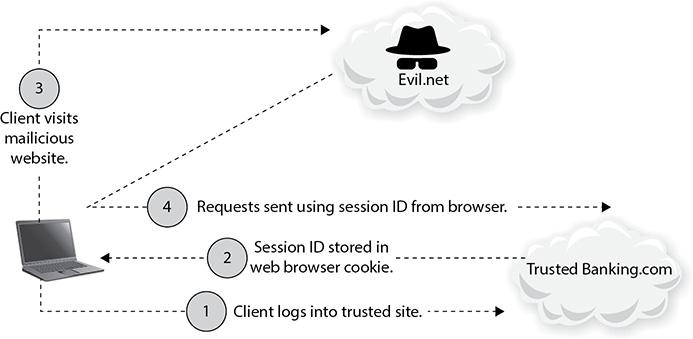 Evil.net
3
Client visits
mailicious
website.
4
Requests sent using session ID from browser.
2
Session ID stored in
web browser cookie.
Trusted Banking.com
1
Client logs into trusted site.